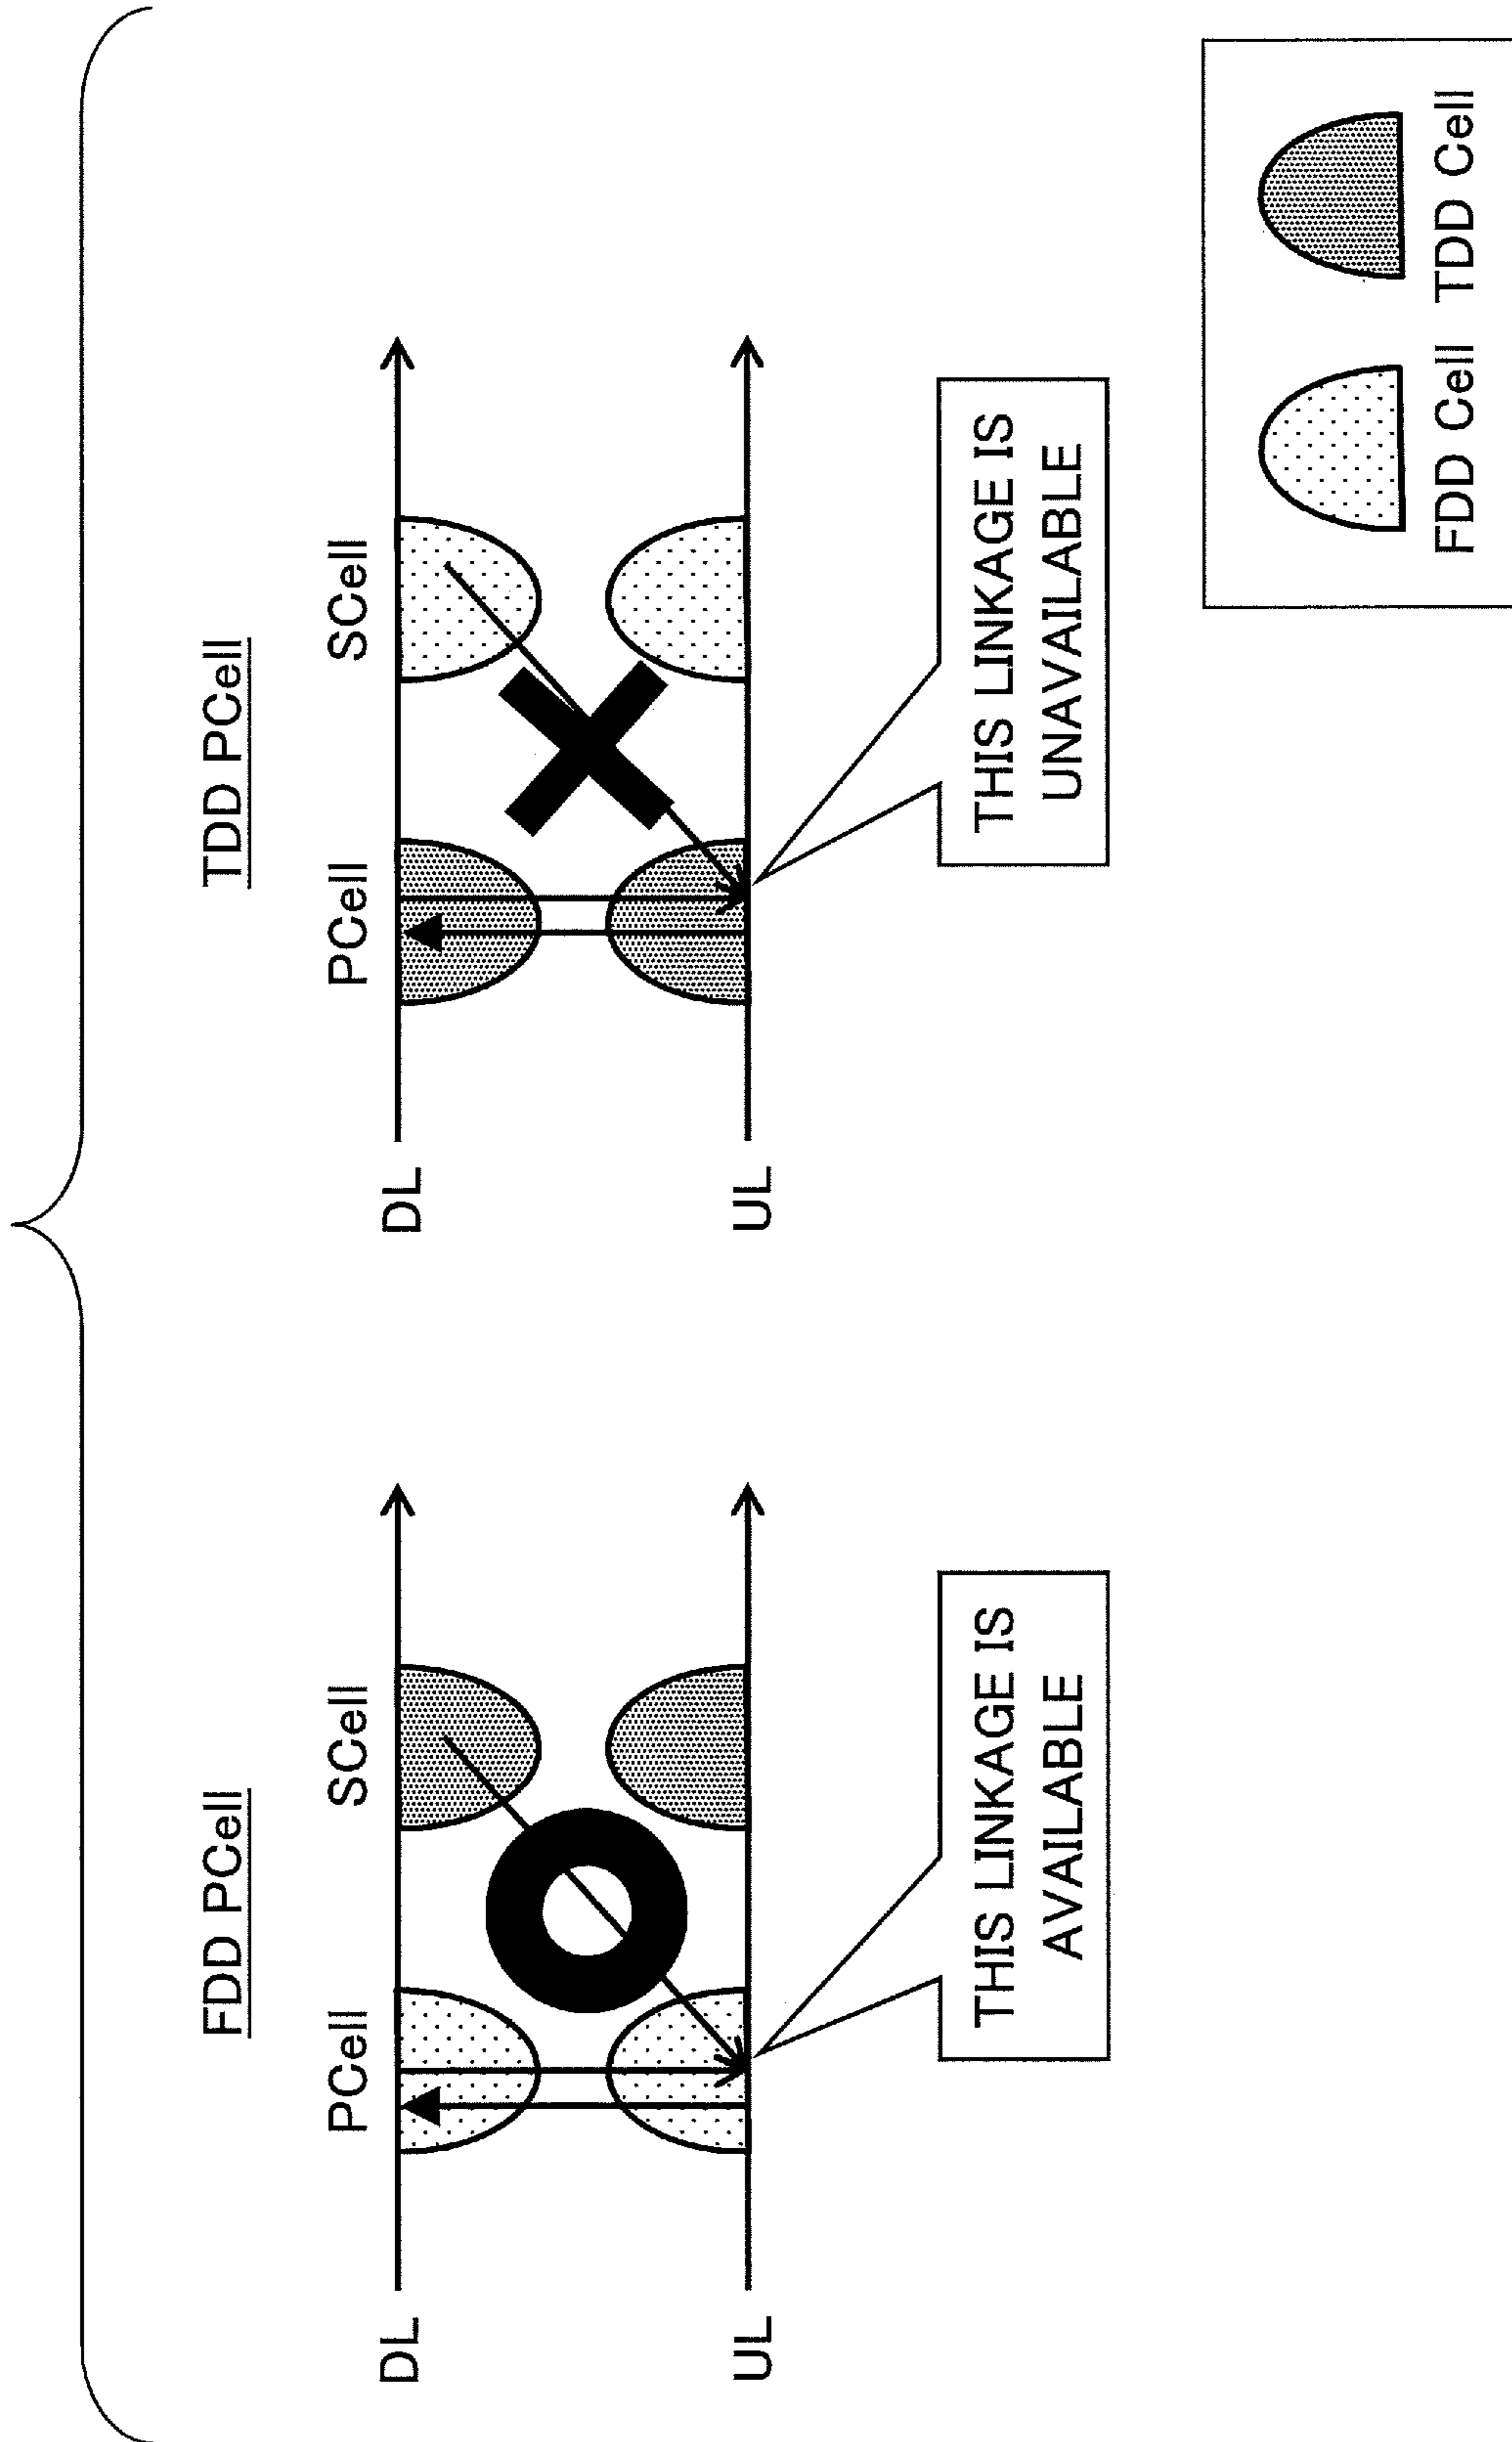 FDD PCell
PCell
SCell
DL
UL
THIS LINKAGE IS
AVAILABLE
TDD PCell
PCell
SCell
DL
UL
THIS LINKAGE IS
UNAVAILABLE
FDD Cell
TDD Cell